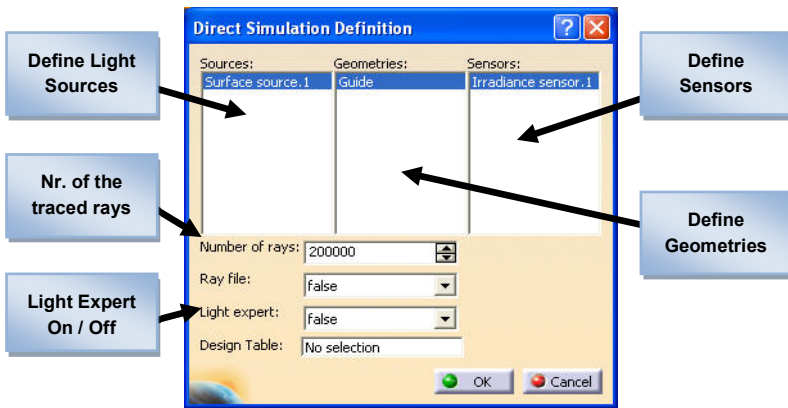 Direct Simulation Definition
Define Light
Sources
Sources:
Geometries:
Sensors:
Surface source.1
Guide
Irradiance sensor.1
Define
Sensors
Nr. of the
traced rays
Define
Geometries
Number of rays:
200000
Ray file:
false
Light Expert
On / Off
Light expert:
false
Design Table:
No selection
OK
Cancel